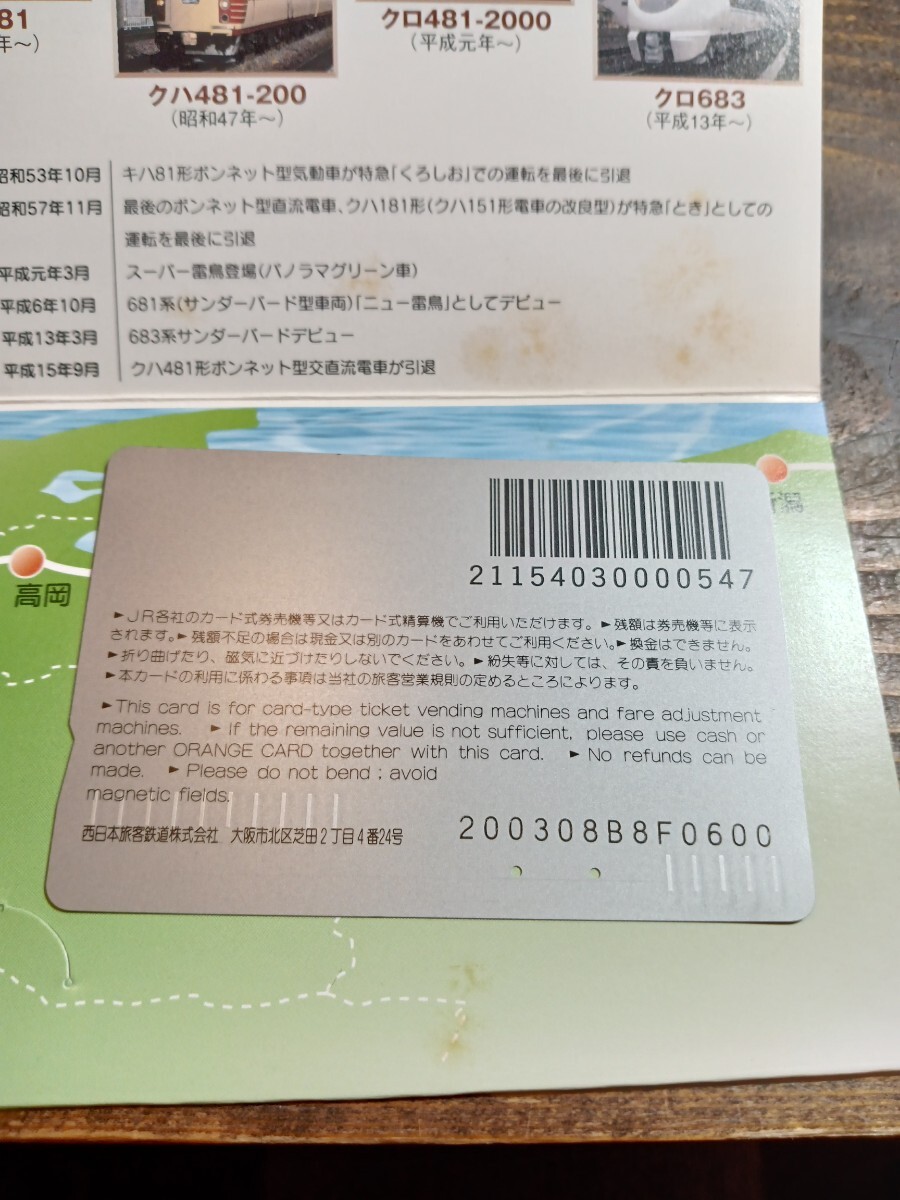 81
年～)
クハ481-200
(昭和47年～)
クロ481-2000
(平成元年～)
クロ683
(平成13年～)
昭和53年10月 キハ81形ボンネット型気動車が特急「くろしお」での運転を最後に引退
昭和57年11月 最後のボンネット型直流電車、クハ181形(クハ151形電車の改良型)が特急「とき」としての
運転を最後に引退
平成元年3月 スーパー雷鳥登場(パノラマグリーン車)
平成6年10月 681系(サンダーバード型車両)「ニュー雷鳥」としてデビュー
平成13年3月 683系サンダーバードデビュー
平成15年9月 クハ481形ボンネット型交直流電車が引退
潟
高岡
21154030000547
►JR各社のカード式券売機等又はカード式精算機でご利用いただけます。►残額は券売機等に表示
されます。►残額不足の場合は現金又は別のカードをあわせてご利用ください。►換金はできません。
►折り曲げたり、磁気に近づけたりしないでください。►紛失等に対しては、その責を負いません。
►本カードの利用に係わる事項は当社の旅客営業規則の定めるところによります。
►This card is for card-type ticket vending machines and fare adjustment
machines. ►If the remaining value is not sufficient, please use cash or
another ORANGE CARD together with this card. ►No refunds can be
made. ►Please do not bend ; avoid
magnetic fields.
西日本旅客鉄道株式会社 大阪市北区芝田2丁目4番24号
200308B8F0600